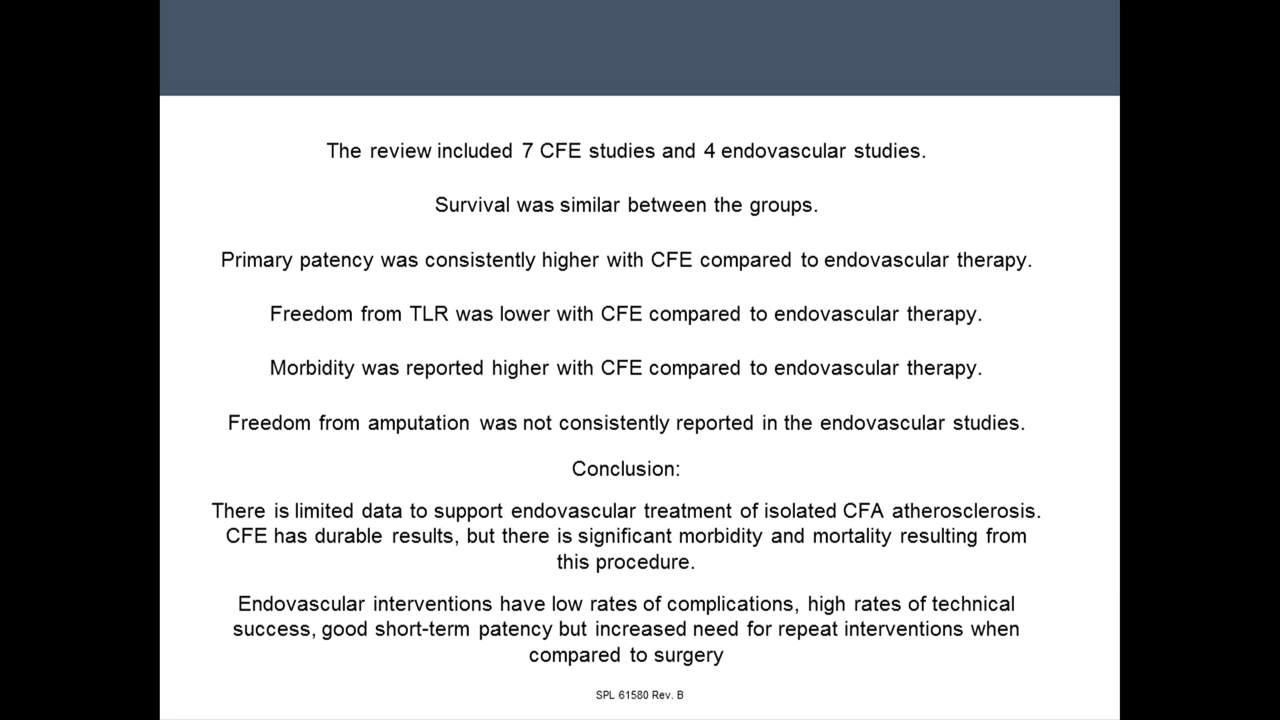 The review included 7 CFE studies and 4 endovascular studies.
Survival was similar between the groups.
Primary patency was consistently higher with CFE compared to endovascular therapy.
Freedom from TLR was lower with CFE compared to endovascular therapy.
Morbidity was reported higher with CFE compared to endovascular therapy.
Freedom from amputation was not consistently reported in the endovascular studies.
Conclusion:
There is limited data to support endovascular treatment of isolated CFA atherosclerosis.
CFE has durable results, but there is significant morbidity and mortality resulting from
this procedure.
Endovascular interventions have low rates of complications, high rates of technical
success, good short-term patency but increased need for repeat interventions when
compared to surgery
SPL 61580 Rev. B